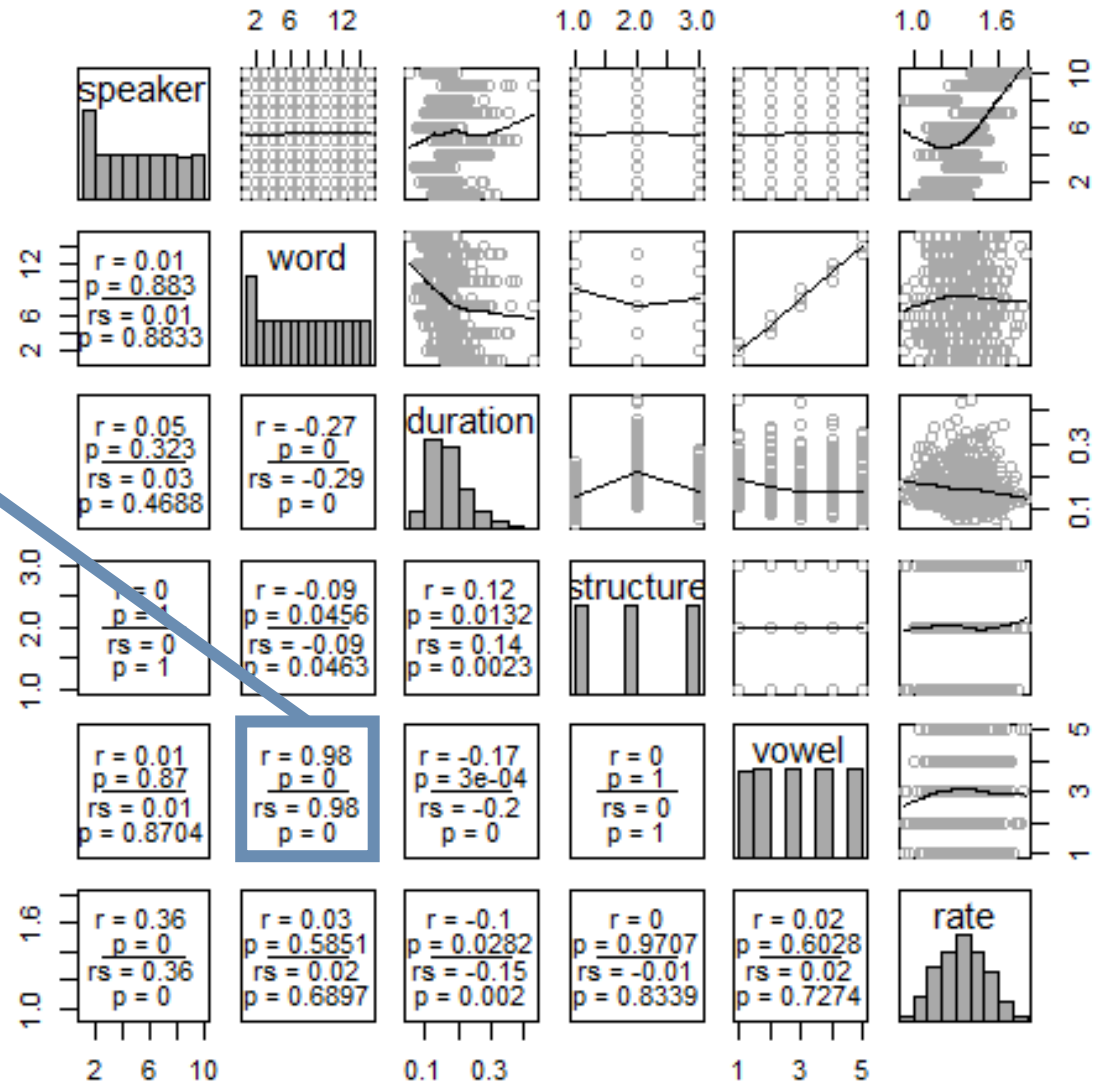 2 6 12 1.0 2.0 3.0 1.0 1.6
speaker
10
6
2
12
6
2
r = 0.01
p = 0.883
rs = 0.01
p = 0.8833
word
r = 0.05
p = 0.323
rs = 0.03
p = 0.4688
r = -0.27
p = 0
rs = -0.29
p = 0
duration
0.3
0.1
3.0
2.0
1.0
r = 0
p = 1
rs = 0
p = 1
r = -0.09
p = 0.0456
rs = -0.09
p = 0.0463
r = 0.12
p = 0.0132
rs = 0.14
p = 0.0023
structure
r = 0.01
p = 0.87
rs = 0.01
p = 0.8704
r = 0.98
p = 0
rs = 0.98
p = 0
r = -0.17
p = 3e-04
rs = -0.2
p = 0
r = 0
p = 1
rs = 0
p = 1
vowel
5
3
1
1.6
1.0
r = 0.36
p = 0
rs = 0.36
p = 0
r = 0.03
p = 0.5851
rs = 0.02
p = 0.6897
r = -0.1
p = 0.0282
rs = -0.15
p = 0.002
r = 0
p = 0.9707
rs = -0.01
p = 0.8339
r = 0.02
p = 0.6028
rs = 0.02
p = 0.7274
rate
2 6 10 0.1 0.3 1 3 5